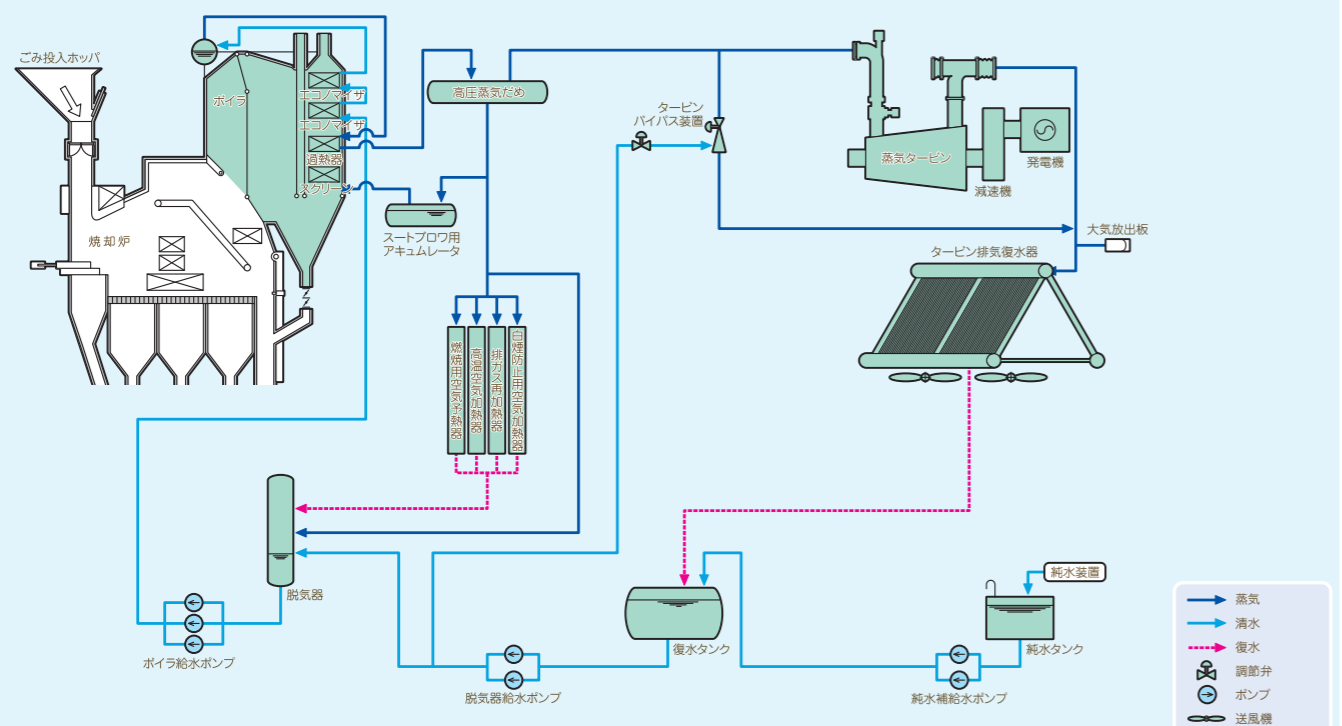 ごみ投入ホッパ
ボイラ
エコノマイザ
エコノマイザ
過熱器
スクリーン
焼却炉
高圧蒸気だめ
スートブロワ用
アキュムレータ
タービン
バイパス装置
蒸気タービン
減速機
発電機
大気放出板
タービン排気復水器
燃焼用空気予熱器
高温空気加熱器
排ガス再加熱器
白煙防止用空気加熱器
脱気器
ボイラ給水ポンプ
脱気器給水ポンプ
復水タンク
純水装置
純水タンク
純水補給水ポンプ
蒸気
清水
復水
調節弁
ポンプ
送風機